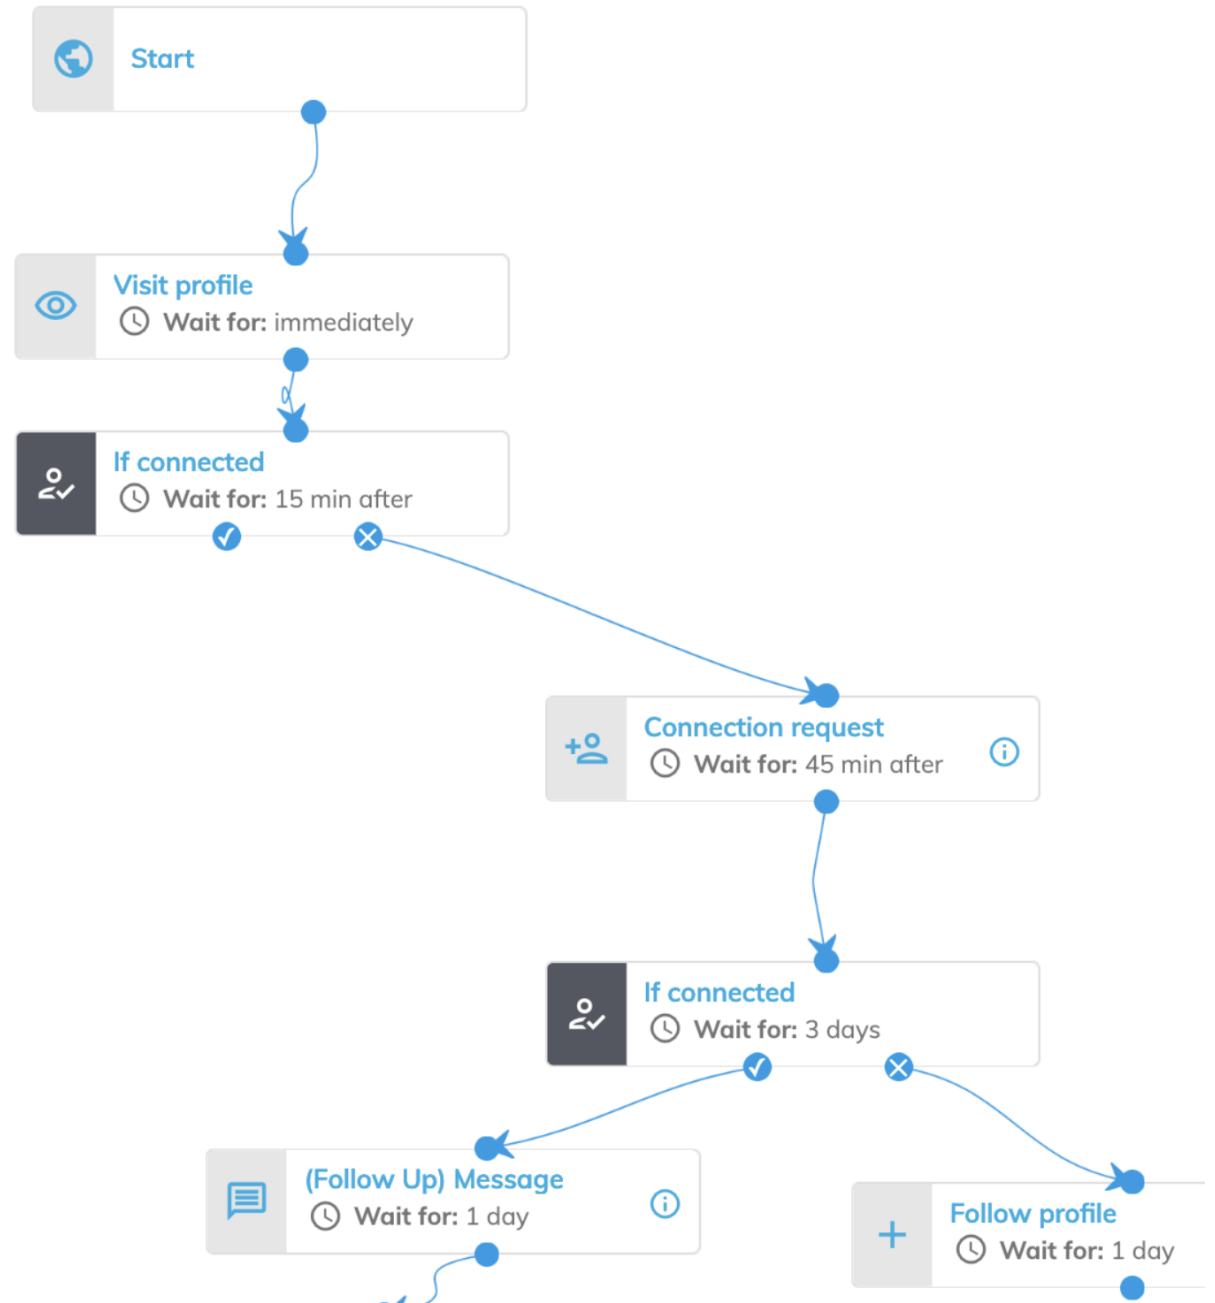 Start
Visit profile
Wait for: immediately
If connected
Wait for: 15 min after
Connection request
Wait for: 45 min after
If connected
Wait for: 3 days
(Follow Up) Message
Wait for: 1 day
Follow profile
Wait for: 1 day